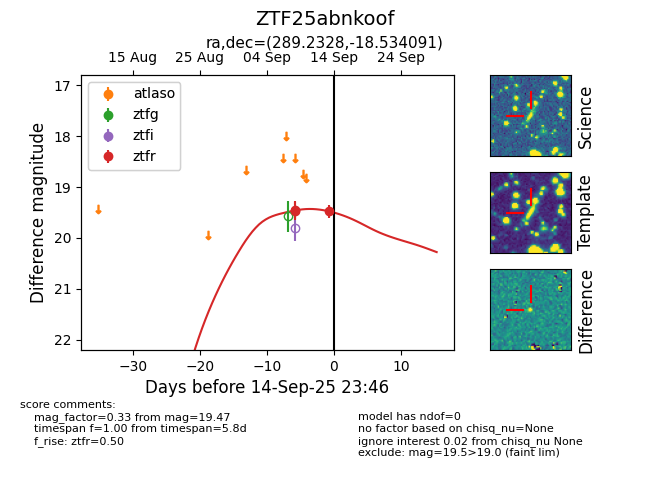 ZTF25abnkoof
ra,dec=(289.2328,-18.534091)
15 Aug 25 Aug 04 Sep 14 Sep 24 Sep
17
18
19
20
21
22
Difference magnitude
atlaso
ztfg
ztfi
ztfr
−30 −20 −10 0 10
Days before 14-Sep-25 23:46
Science
Template
Difference
score comments:
mag_factor=0.33 from mag=19.47
timespan f=1.00 from timespan=5.8d
f_rise: ztfr=0.50
model has ndof=0
no factor based on chisq_nu=None
ignore interest 0.02 from chisq_nu None
exclude: mag=19.5>19.0 (faint lim)